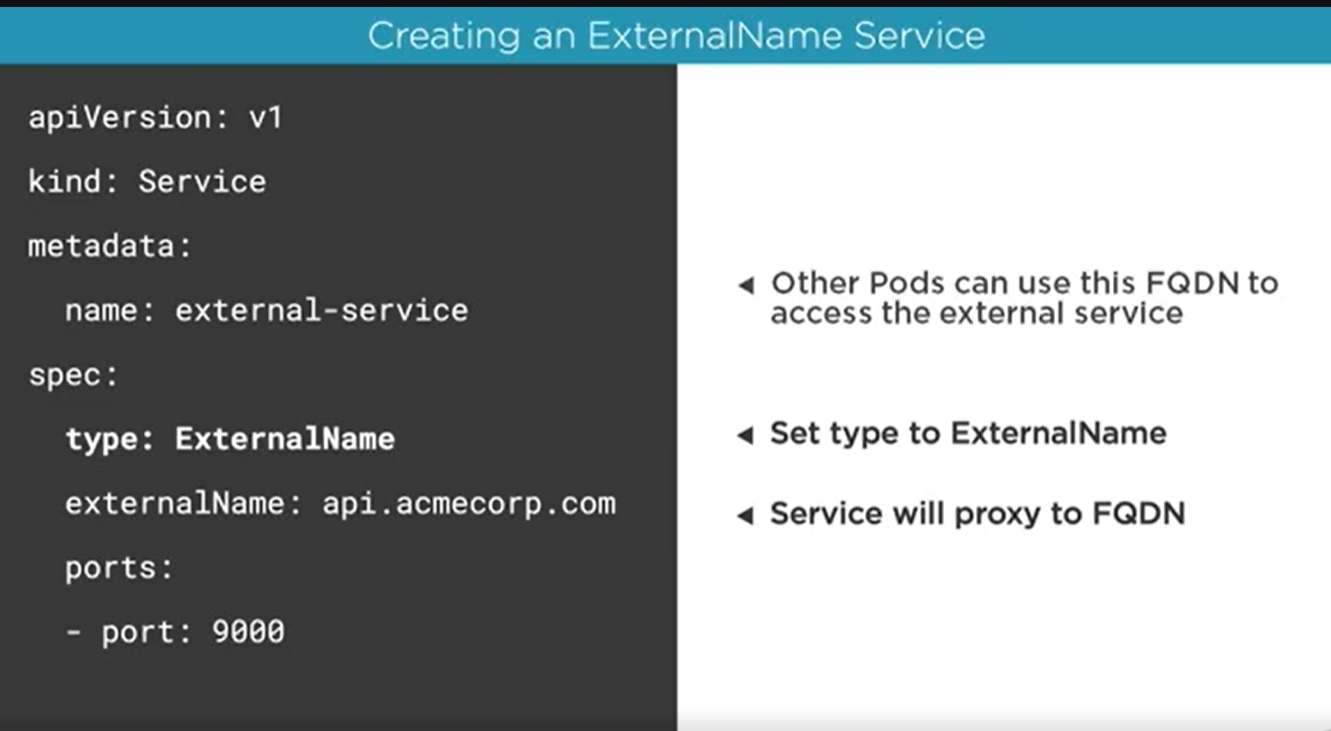 Creating an ExternalName Service
apiVersion: v1
kind: Service
metadata:
name: external-service
spec:
type: ExternalName
externalName: api.acmecorp.com
ports:
- port: 9000
◄ Other Pods can use this FQDN to
access the external service
◄ Set type to ExternalName
◄ Service will proxy to FQDN